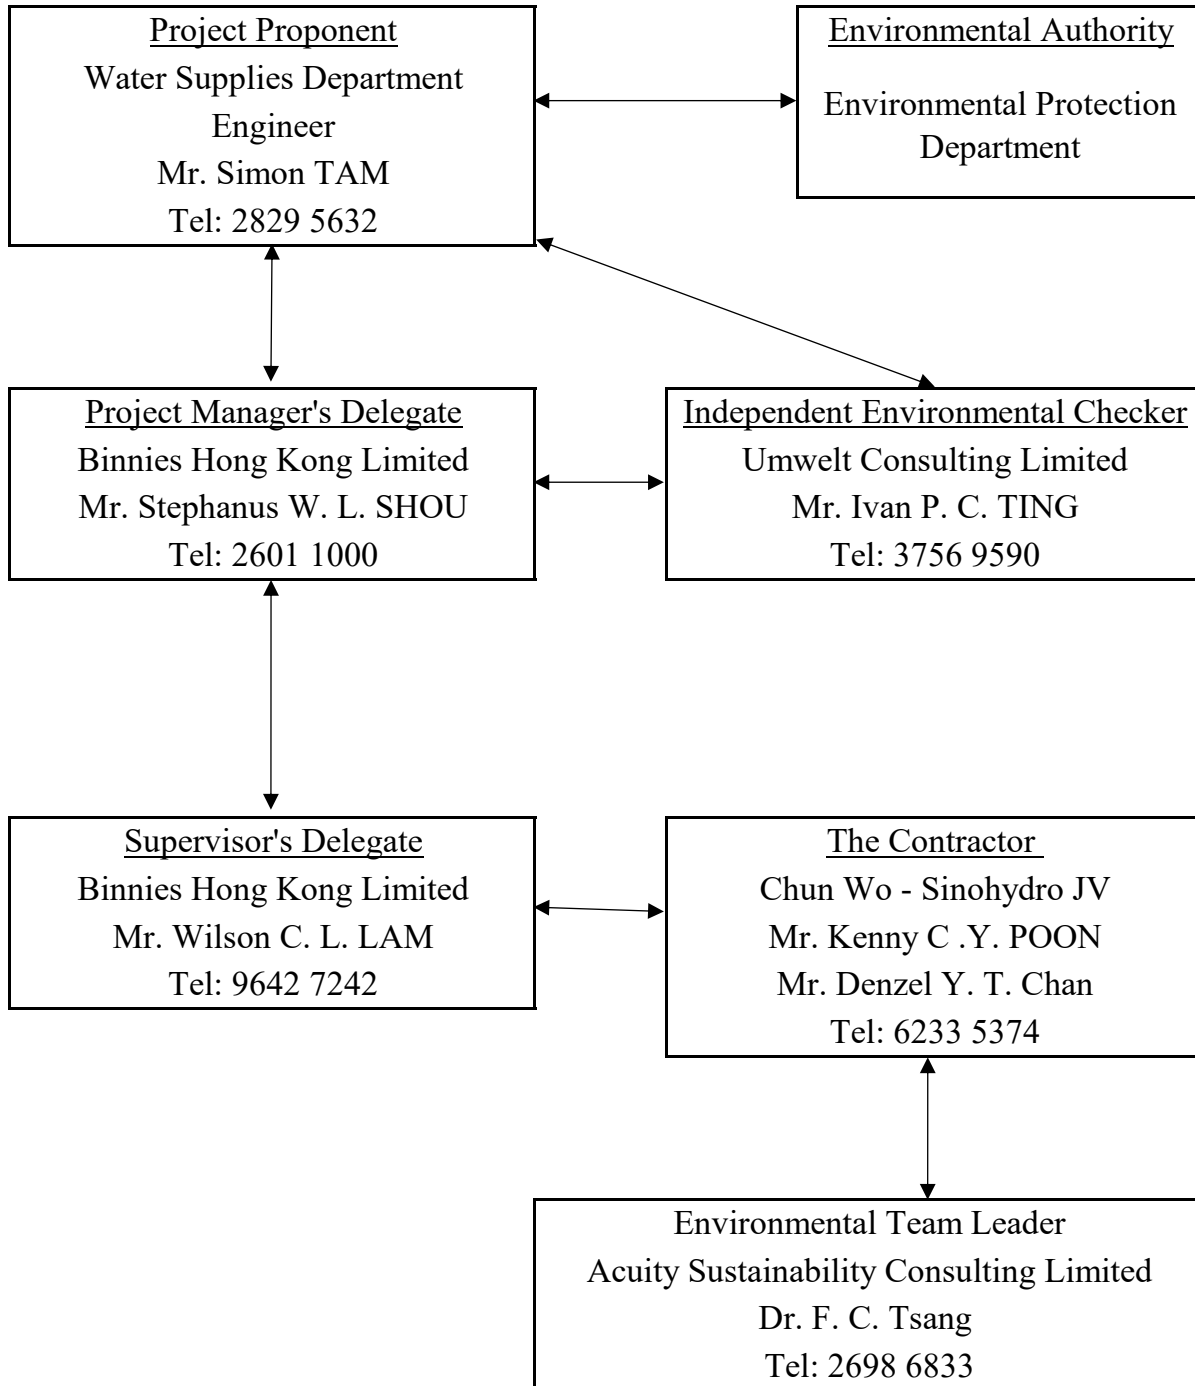 Project Proponent
Water Supplies Department
Engineer
Mr. Simon TAM
Tel: 2829 5632
Environmental Authority
Environmental Protection
Department
Project Manager's Delegate
Binnies Hong Kong Limited
Mr. Stephanus W. L. SHOU
Tel: 2601 1000
Independent Environmental Checker
Umwelt Consulting Limited
Mr. Ivan P. C. TING
Tel: 3756 9590
Supervisor's Delegate
Binnies Hong Kong Limited
Mr. Wilson C. L. LAM
Tel: 9642 7242
The Contractor
Chun Wo - Sinohydro JV
Mr. Kenny C .Y. POON
Mr. Denzel Y. T. Chan
Tel: 6233 5374
Environmental Team Leader
Acuity Sustainability Consulting Limited
Dr. F. C. Tsang
Tel: 2698 6833